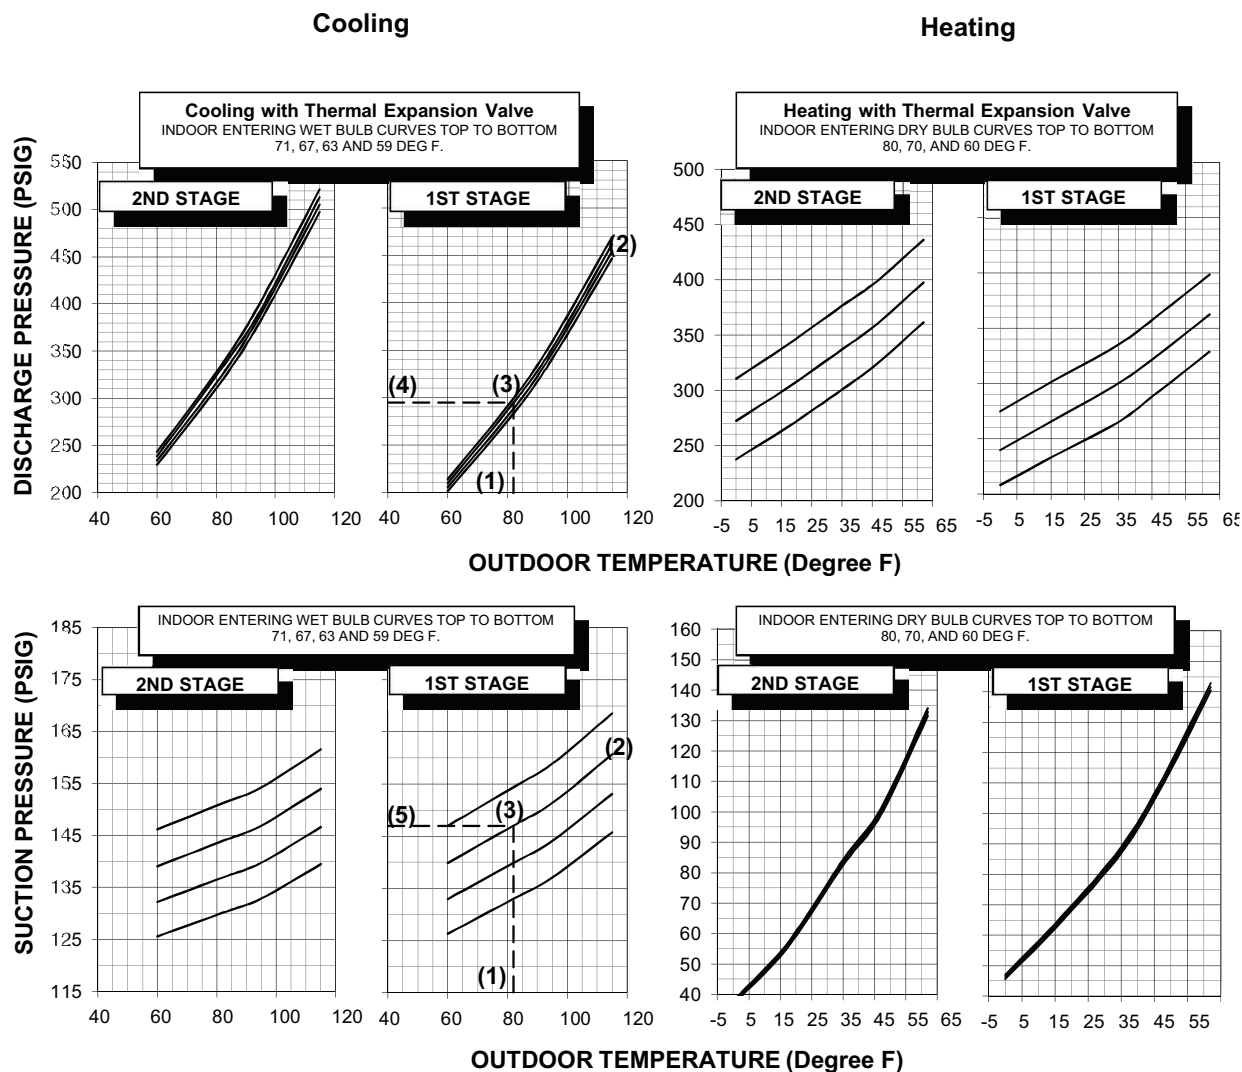 Cooling
Heating
Cooling with Thermal Expansion Valve
INDOOR ENTERING WET BULB CURVES TOP TO BOTTOM
71, 67, 63 AND 59 DEG F.
Heating with Thermal Expansion Valve
INDOOR ENTERING DRY BULB CURVES TOP TO BOTTOM
80, 70, AND 60 DEG F.
DISCHARGE PRESSURE (PSIG)
2ND STAGE
1ST STAGE
2ND STAGE
1ST STAGE
550
500
450
400
350
300
250
200
(2)
(4)
(3)
(1)
500
450
400
350
300
250
200
40 60 80 100 120
60 80 100 120
-5 5 15 25 35 45 55 65
-5 5 15 25 35 45 55 65
OUTDOOR TEMPERATURE (Degree F)
INDOOR ENTERING WET BULB CURVES TOP TO BOTTOM
71, 67, 63 AND 59 DEG F.
INDOOR ENTERING DRY BULB CURVES TOP TO BOTTOM
80, 70, AND 60 DEG F.
SUCTION PRESSURE (PSIG)
2ND STAGE
1ST STAGE
2ND STAGE
1ST STAGE
185
175
165
155
145
135
125
115
(2)
(5)
(3)
(1)
160
150
140
130
120
110
100
90
80
70
60
50
40
40 60 80 100 120
40 60 80 100 120
-5 5 15 25 35 45 55 65
-5 5 15 25 35 45 55
OUTDOOR TEMPERATURE (Degree F)